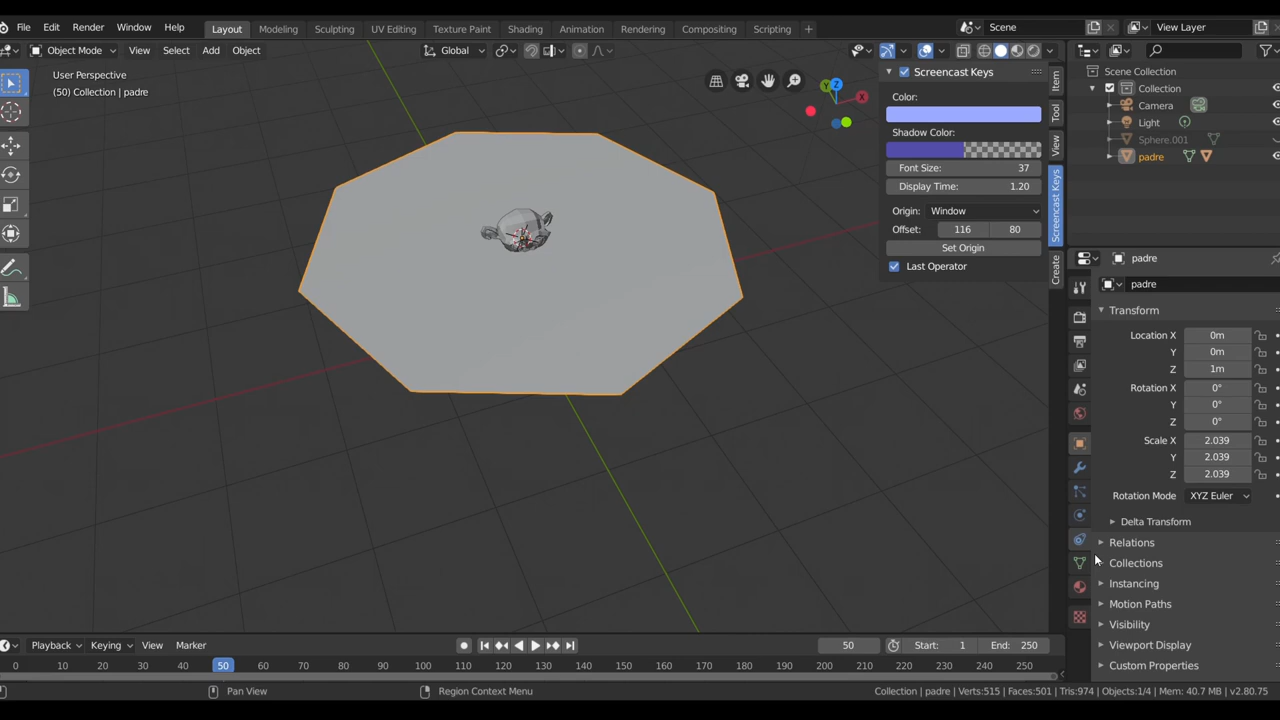 File Edit Render Window Help Layout Modeling Sculpting UV Editing Texture Paint Shading Animation Rendering Compositing Scripting + Scene View Layer
Object Mode View Select Add Object Global
User Perspective
(50) Collection | padre
Screencast Keys
Color:
Shadow Color:
Font Size: 37
Display Time: 1.20
Origin: Window
Offset: 116 80
Set Origin
Last Operator
Item
Tool
View
Screencast Keys
Create
X
Y
Z
Scene Collection
Collection
Camera
Light
Sphere.001
padre
padre
padre
Transform
Location X 0m
Y 0m
Z 1m
Rotation X 0°
Y 0°
Z 0°
Scale X 2.039
Y 2.039
Z 2.039
Rotation Mode XYZ Euler
Delta Transform
Relations
Collections
Instancing
Motion Paths
Visibility
Viewport Display
Custom Properties
Playback Keying View Marker 50 Start: 1 End: 250
0 10 20 30 40 50 60 70 80 90 100 110 120 130 140 150 160 170 180 190 200 210 220 230 240 250
Pan View Region Context Menu Collection | padre | Verts:515 | Faces:501 | Tris:974 | Objects:1/4 | Mem: 40.7 MB | v2.80.75